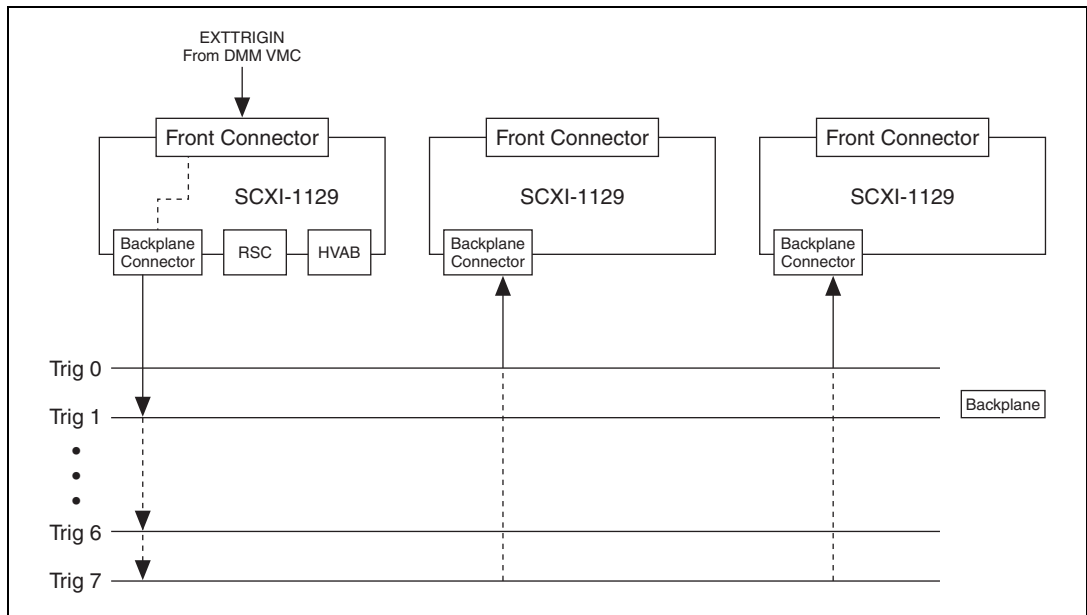 EXTTRIGIN
From DMM VMC
Front Connector
Front Connector
Front Connector
SCXI-1129
SCXI-1129
SCXI-1129
Backplane
Connector
RSC
HVAB
Backplane
Connector
Backplane
Connector
Trig 0
Trig 1
Backplane
Trig 6
Trig 7